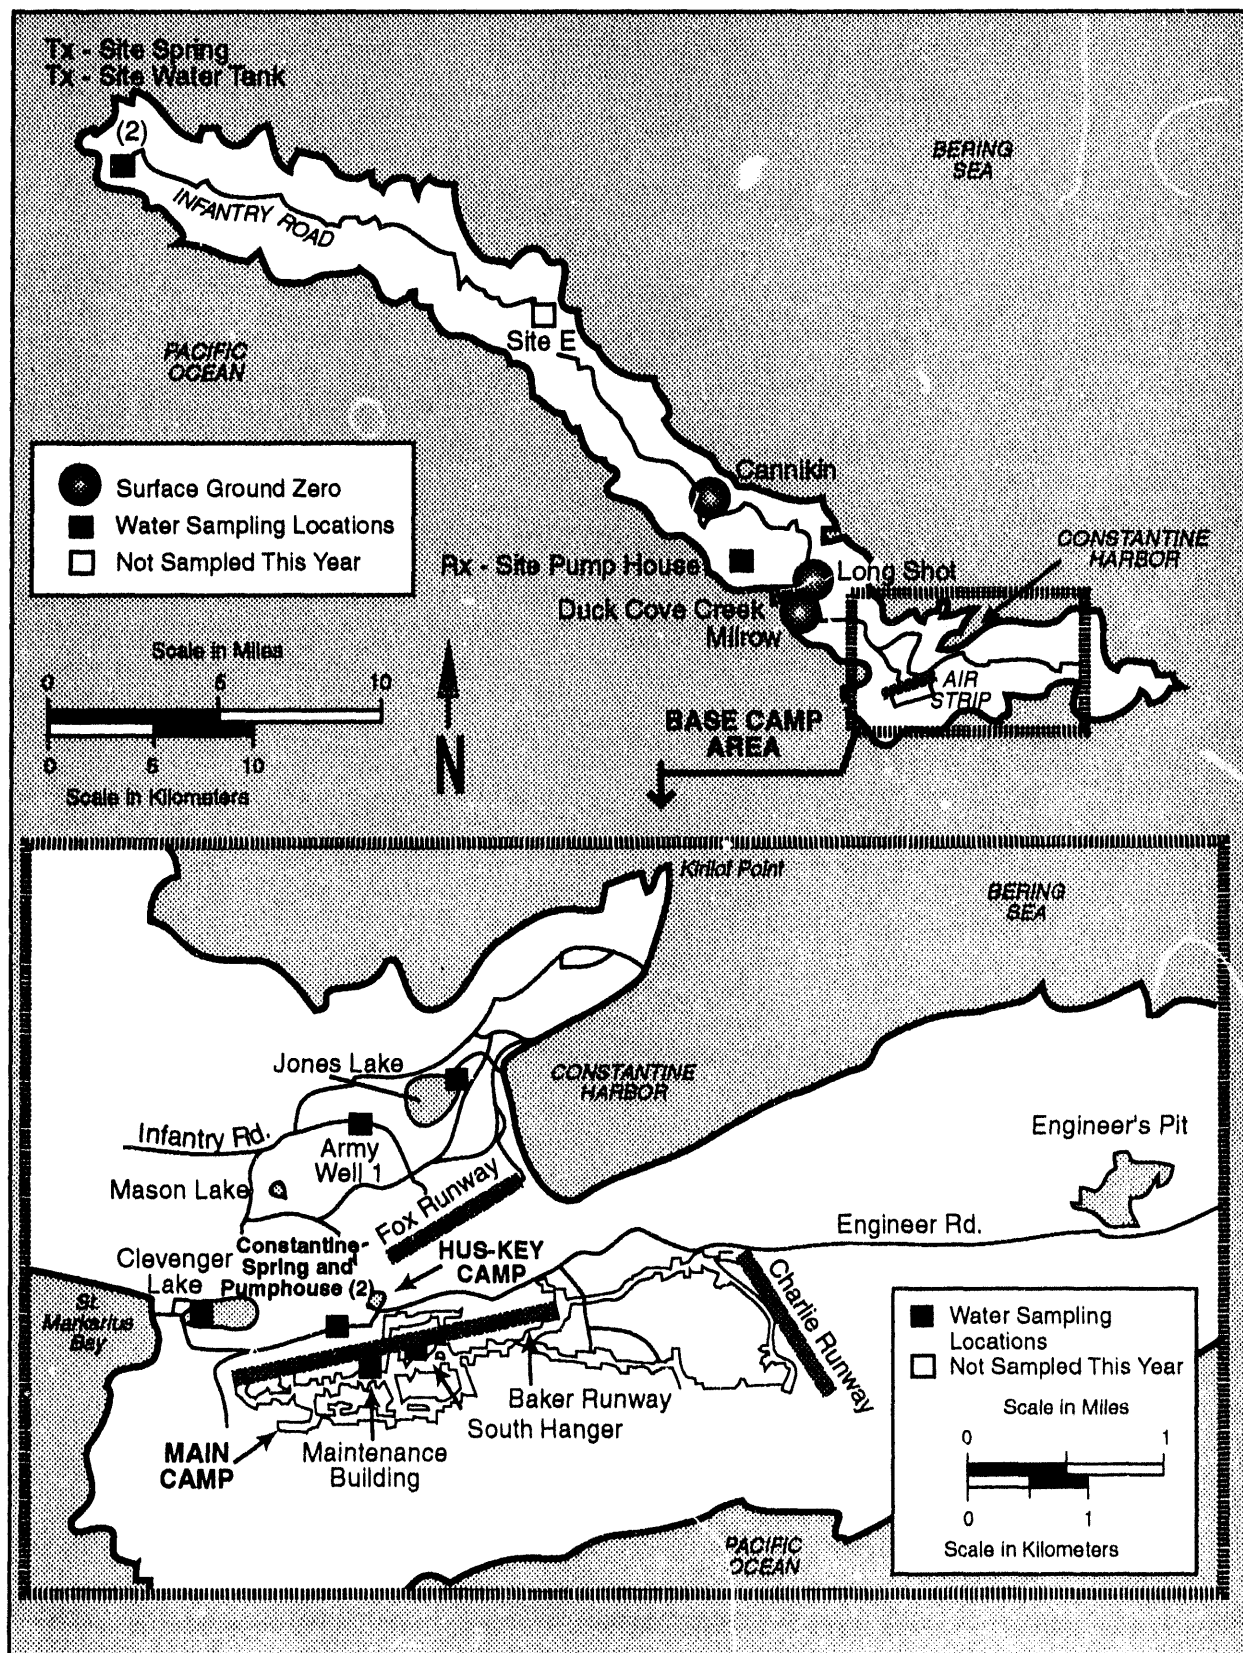 Tx - Site Spring
Tx - Site Water Tank
(2)
BERING
SEA
INFANTRY ROAD
Site E
PACIFIC
OCEAN
Cannikin
Surface Ground Zero
Water Sampling Locations
Not Sampled This Year
CONSTANTINE
HARBOR
Rx - Site Pump House
Long Shot
Duck Cove Creek
Milrow
Scale in Miles
0 5 10
AIR
STRIP
BASE CAMP
AREA
N
0 5 10
Scale in Kilometers
Kirilof Point
BERING
SEA
Jones Lake
CONSTANTINE
HARBOR
Infantry Rd.
Army
Well 1
Engineer's Pit
Mason Lake
Fox Runway
Engineer Rd.
Clevenger
Lake
Constantine-
Spring and
Pumphouse (2)
HUS-KEY
CAMP
St.
Markarius
Bay
Charlie Runway
Water Sampling
Locations
Not Sampled This Year
Baker Runway
South Hanger
Scale in Miles
0 1
MAIN
CAMP
Maintenance
Building
0 1
Scale in Kilometers
PACIFIC
OCEAN